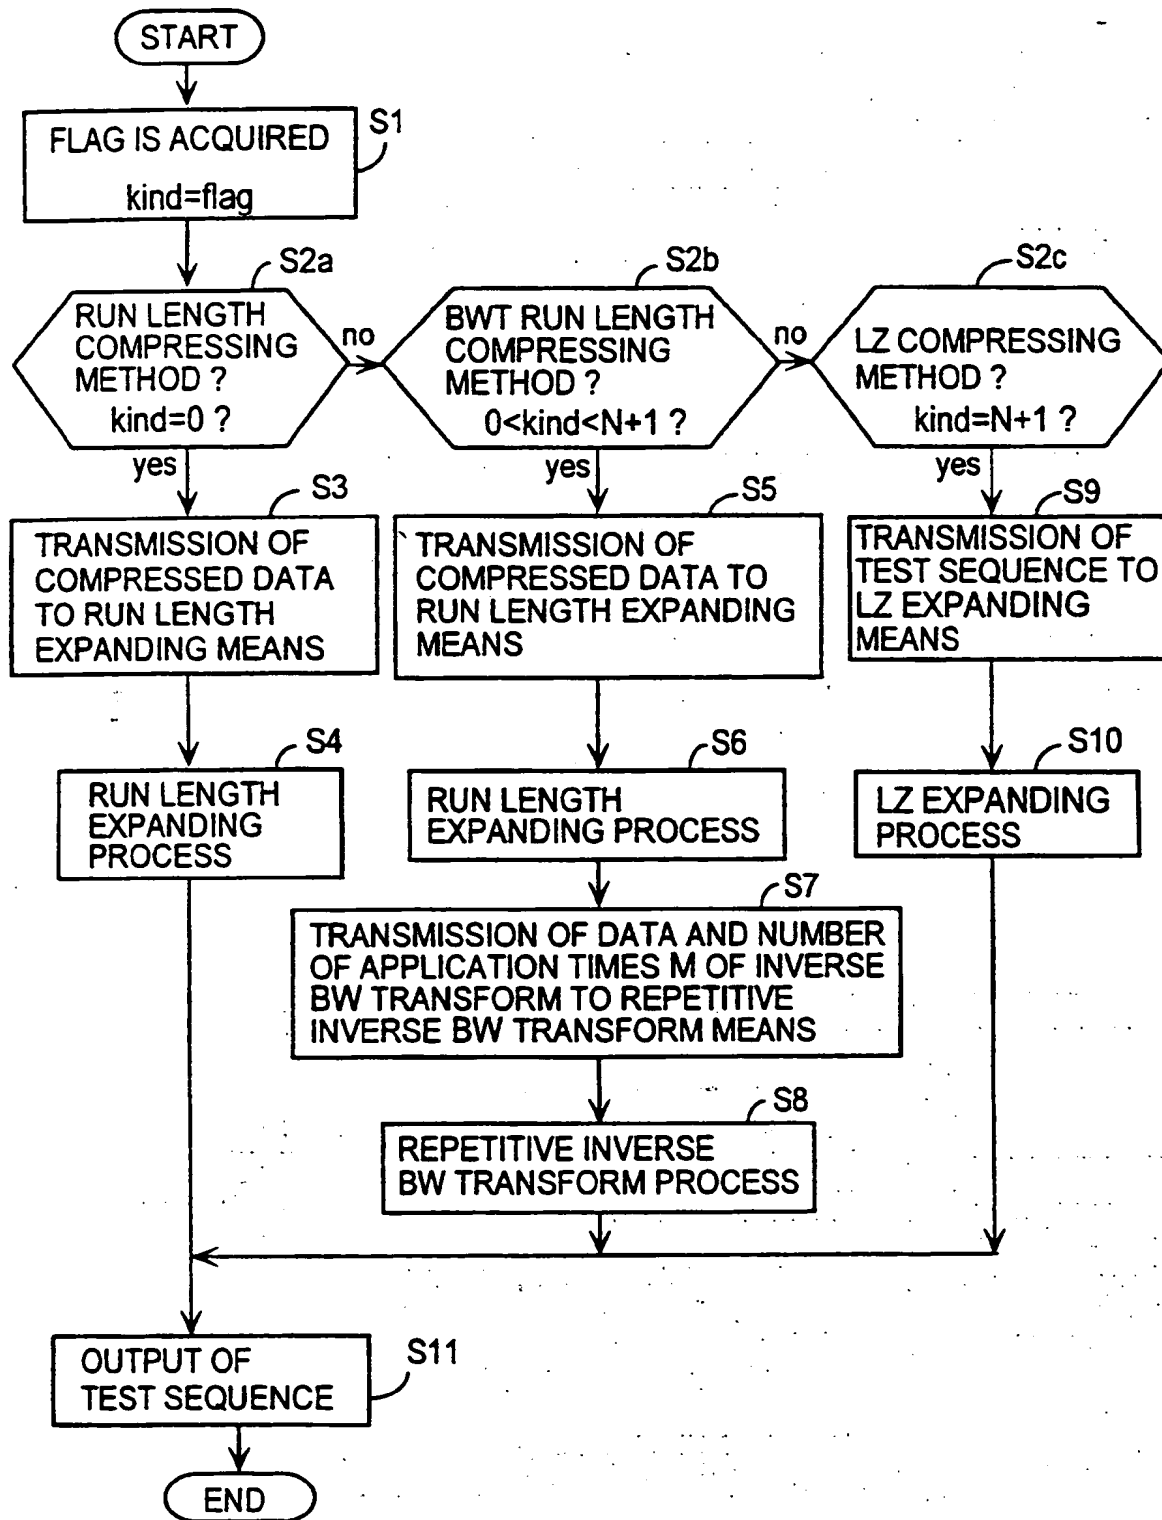 START
FLAG IS ACQUIRED
kind=flag
S1
S2a
RUN LENGTH
COMPRESSING
METHOD ?
kind=0 ?
no
yes
S2b
BWT RUN LENGTH
COMPRESSING
METHOD ?
0<kind<N+1 ?
no
yes
S2c
LZ COMPRESSING
METHOD ?
kind=N+1 ?
yes
S3
TRANSMISSION OF
COMPRESSED DATA
TO RUN LENGTH
EXPANDING MEANS
S5
TRANSMISSION OF
COMPRESSED DATA TO
RUN LENGTH EXPANDING
MEANS
S9
TRANSMISSION OF
TEST SEQUENCE TO
LZ EXPANDING
MEANS
S4
RUN LENGTH
EXPANDING
PROCESS
S6
RUN LENGTH
EXPANDING PROCESS
S10
LZ EXPANDING
PROCESS
S7
TRANSMISSION OF DATA AND NUMBER
OF APPLICATION TIMES M OF INVERSE
BW TRANSFORM TO REPETITIVE
INVERSE BW TRANSFORM MEANS
S8
REPETITIVE INVERSE
BW TRANSFORM PROCESS
OUTPUT OF
TEST SEQUENCE
S11
END